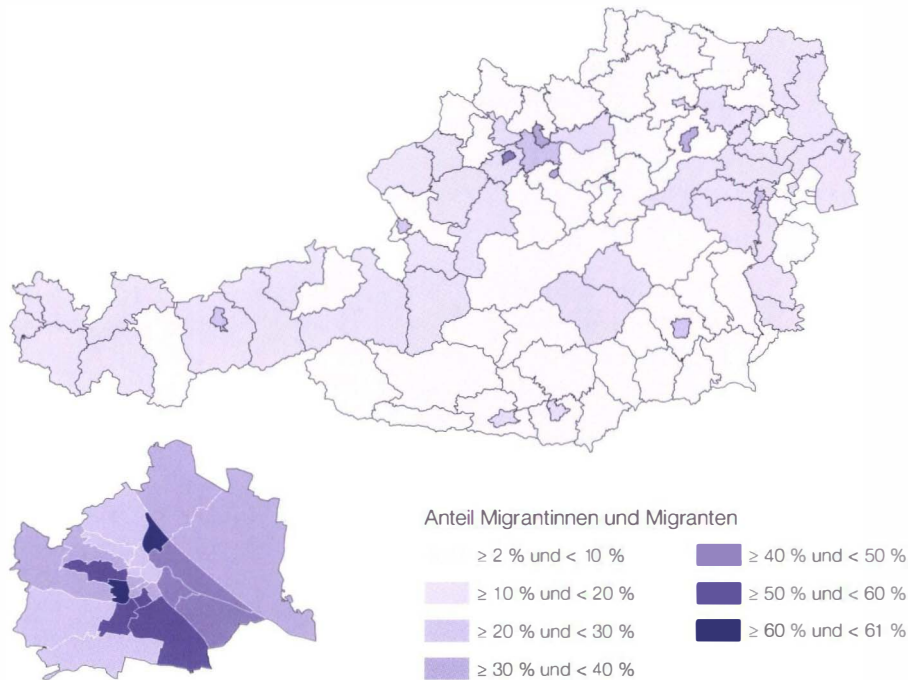 Anteil Migrantinnen und Migranten
≥ 2 % und < 10 %
≥ 10 % und < 20 %
≥ 20 % und < 30 %
≥ 30 % und < 40 %
≥ 40 % und < 50 %
≥ 50 % und < 60 %
≥ 60 % und < 61 %